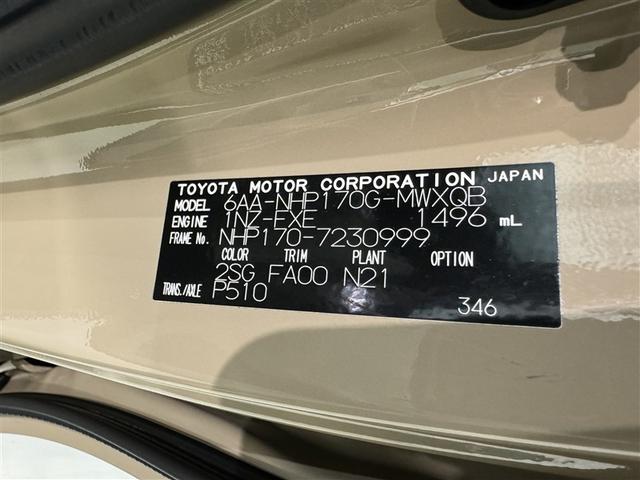 TOYOTA MOTOR CORPORATION JAPAN
MODEL 6AA-NHP170G-MWXQB
ENGINE 1NZ-FXE 1496 mL
FRAME No. NHP170-7230999
COLOR TRIM PLANT OPTION
2SG FA00 N21
TRANS./AXLE P510
346